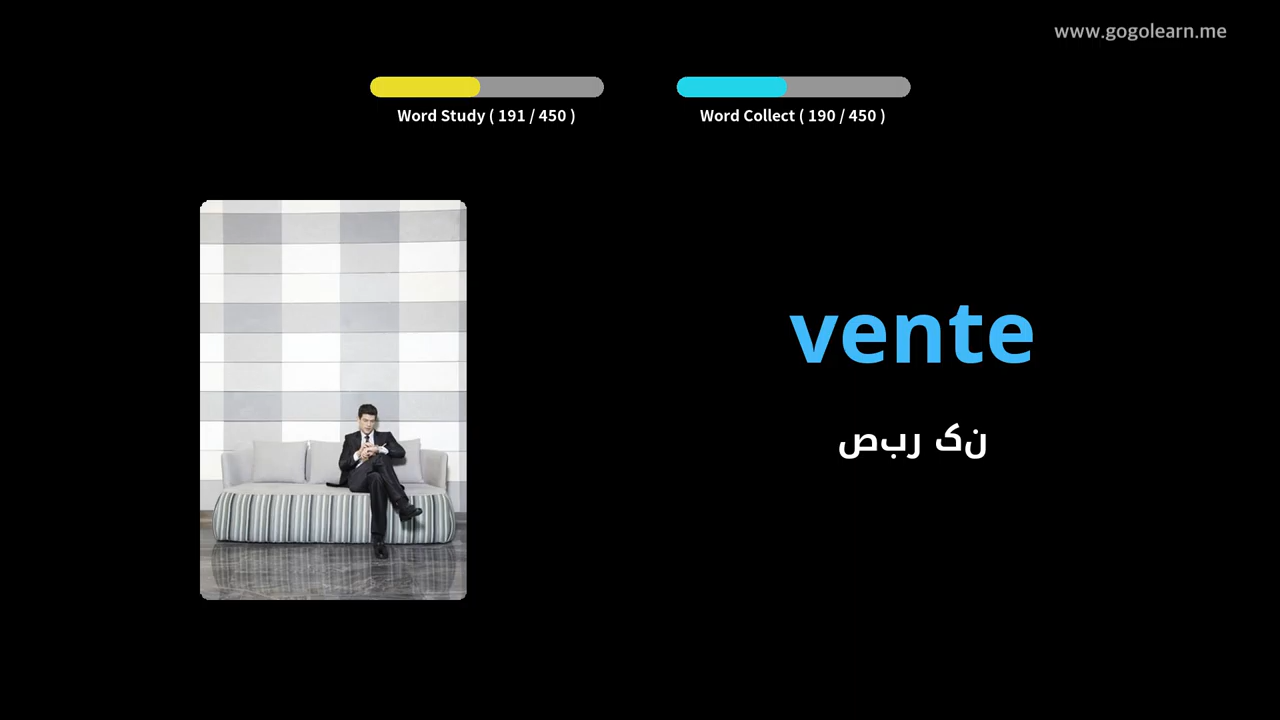 www.gogolearn.me
Word Study ( 191 / 450 )
Word Collect ( 190 / 450 )
vente
صبر کن